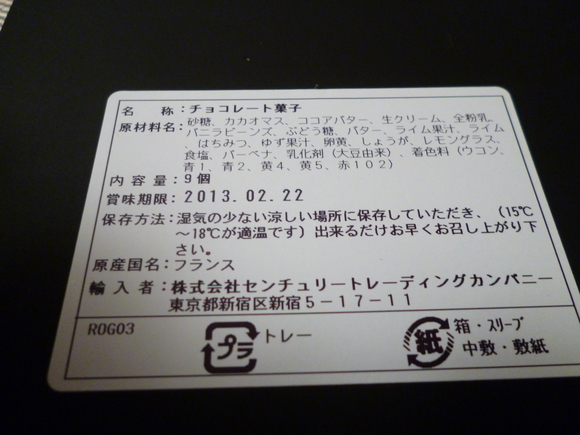 名称：チョコレート菓子
原材料名：砂糖、カカオマス、ココアバター、生クリーム、全粉乳、
バニラビーンズ、ぶどう糖、バター、ライム果汁、ライム
、はちみつ、ゆず果汁、卵黄、しょうが、レモングラス、
食塩、バーベナ、乳化剤（大豆由来）、着色料（ウコン、
青１、青２、黄４、黄５、赤１０２）
内容量：9個
賞味期限：2013.02.22
保存方法：湿気の少ない涼しい場所に保存していただき、（15℃
～18℃が適温です）出来るだけお早くお召し上がり下
さい。
原産国名：フランス
輸入者：株式会社センチュリートレーディングカンパニー
東京都新宿区新宿５－１７－１１
ROG03
プラ
トレー
紙
箱・スリーブ
中敷・敷紙